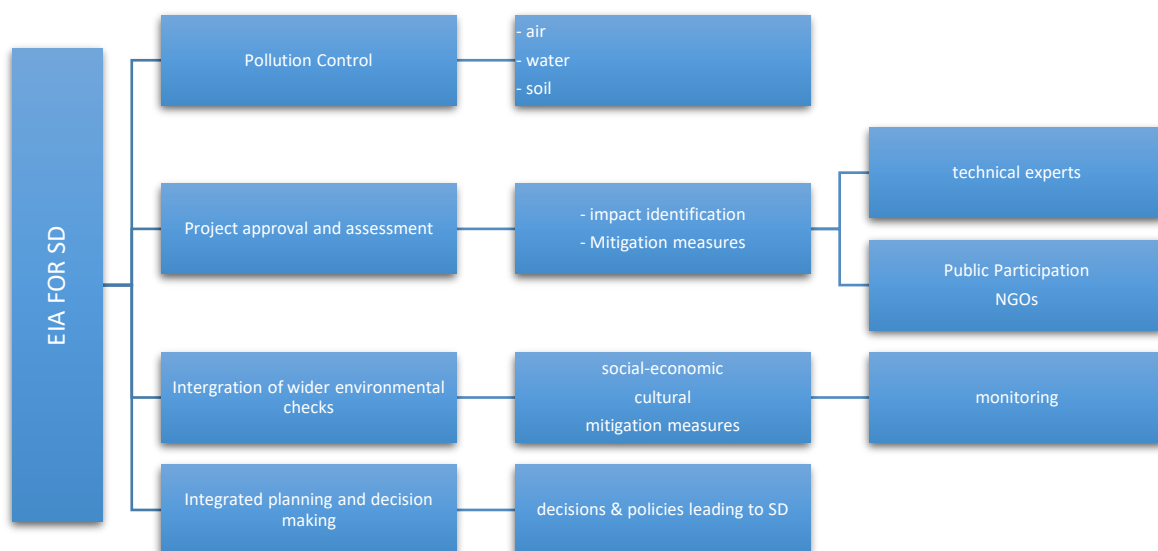 EIA FOR SD
Pollution Control
- air
- water
- soil
Project approval and assessment
- impact identification
- Mitigation measures
technical experts
Public Participation
NGOs
Intergration of wider environmental
checks
social-economic
cultural
mitigation measures
monitoring
Integrated planning and decision
making
decisions & policies leading to SD